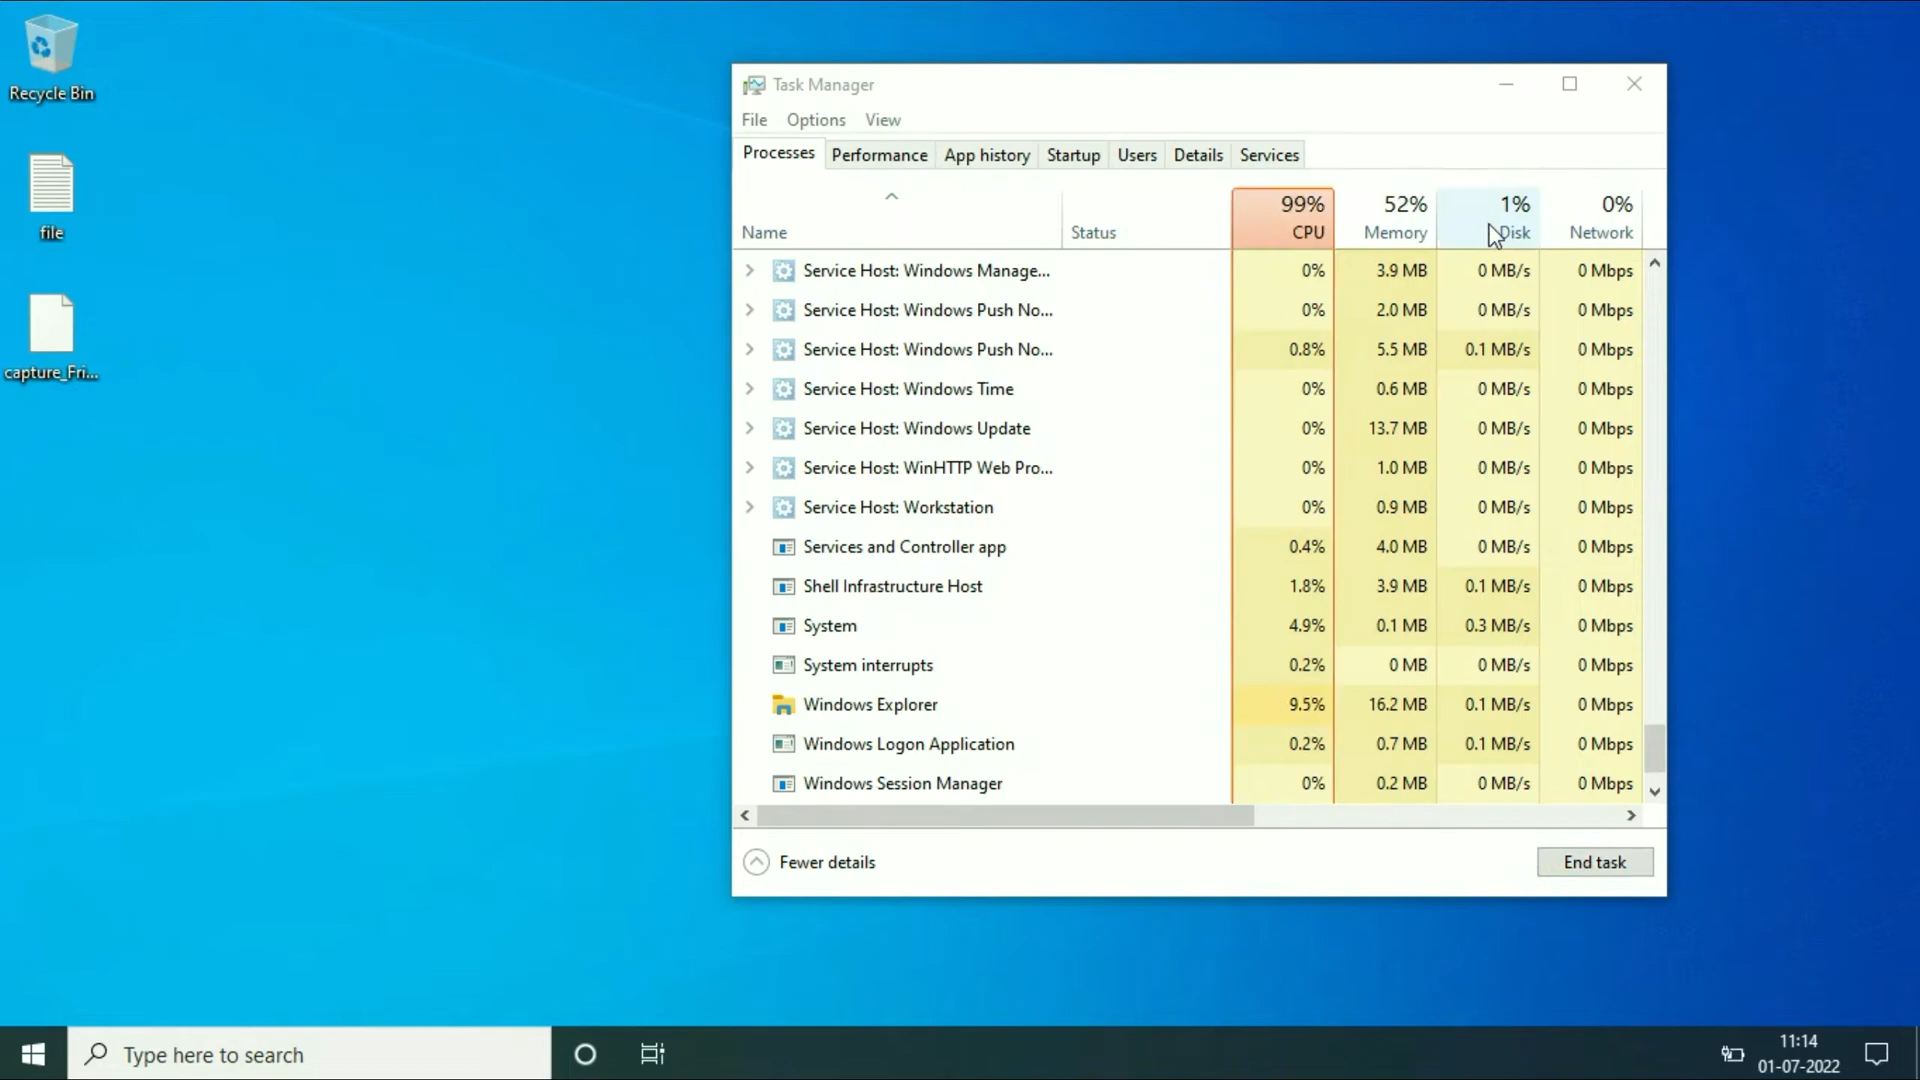 Recycle Bin
file
capture_Fri...
Task Manager
File Options View
Processes Performance App history Startup Users Details Services
99% 52% 1% 0%
Name Status CPU Memory Disk Network
Service Host: Windows Manage... 0% 3.9 MB 0 MB/s 0 Mbps
Service Host: Windows Push No... 0% 2.0 MB 0 MB/s 0 Mbps
Service Host: Windows Push No... 0.8% 5.5 MB 0.1 MB/s 0 Mbps
Service Host: Windows Time 0% 0.6 MB 0 MB/s 0 Mbps
Service Host: Windows Update 0% 13.7 MB 0 MB/s 0 Mbps
Service Host: WinHTTP Web Pro... 0% 1.0 MB 0 MB/s 0 Mbps
Service Host: Workstation 0% 0.9 MB 0 MB/s 0 Mbps
Services and Controller app 0.4% 4.0 MB 0 MB/s 0 Mbps
Shell Infrastructure Host 1.8% 3.9 MB 0.1 MB/s 0 Mbps
System 4.9% 0.1 MB 0.3 MB/s 0 Mbps
System interrupts 0.2% 0 MB 0 MB/s 0 Mbps
Windows Explorer 9.5% 16.2 MB 0.1 MB/s 0 Mbps
Windows Logon Application 0.2% 0.7 MB 0.1 MB/s 0 Mbps
Windows Session Manager 0% 0.2 MB 0 MB/s 0 Mbps
Fewer details End task
Type here to search
11:14
01-07-2022